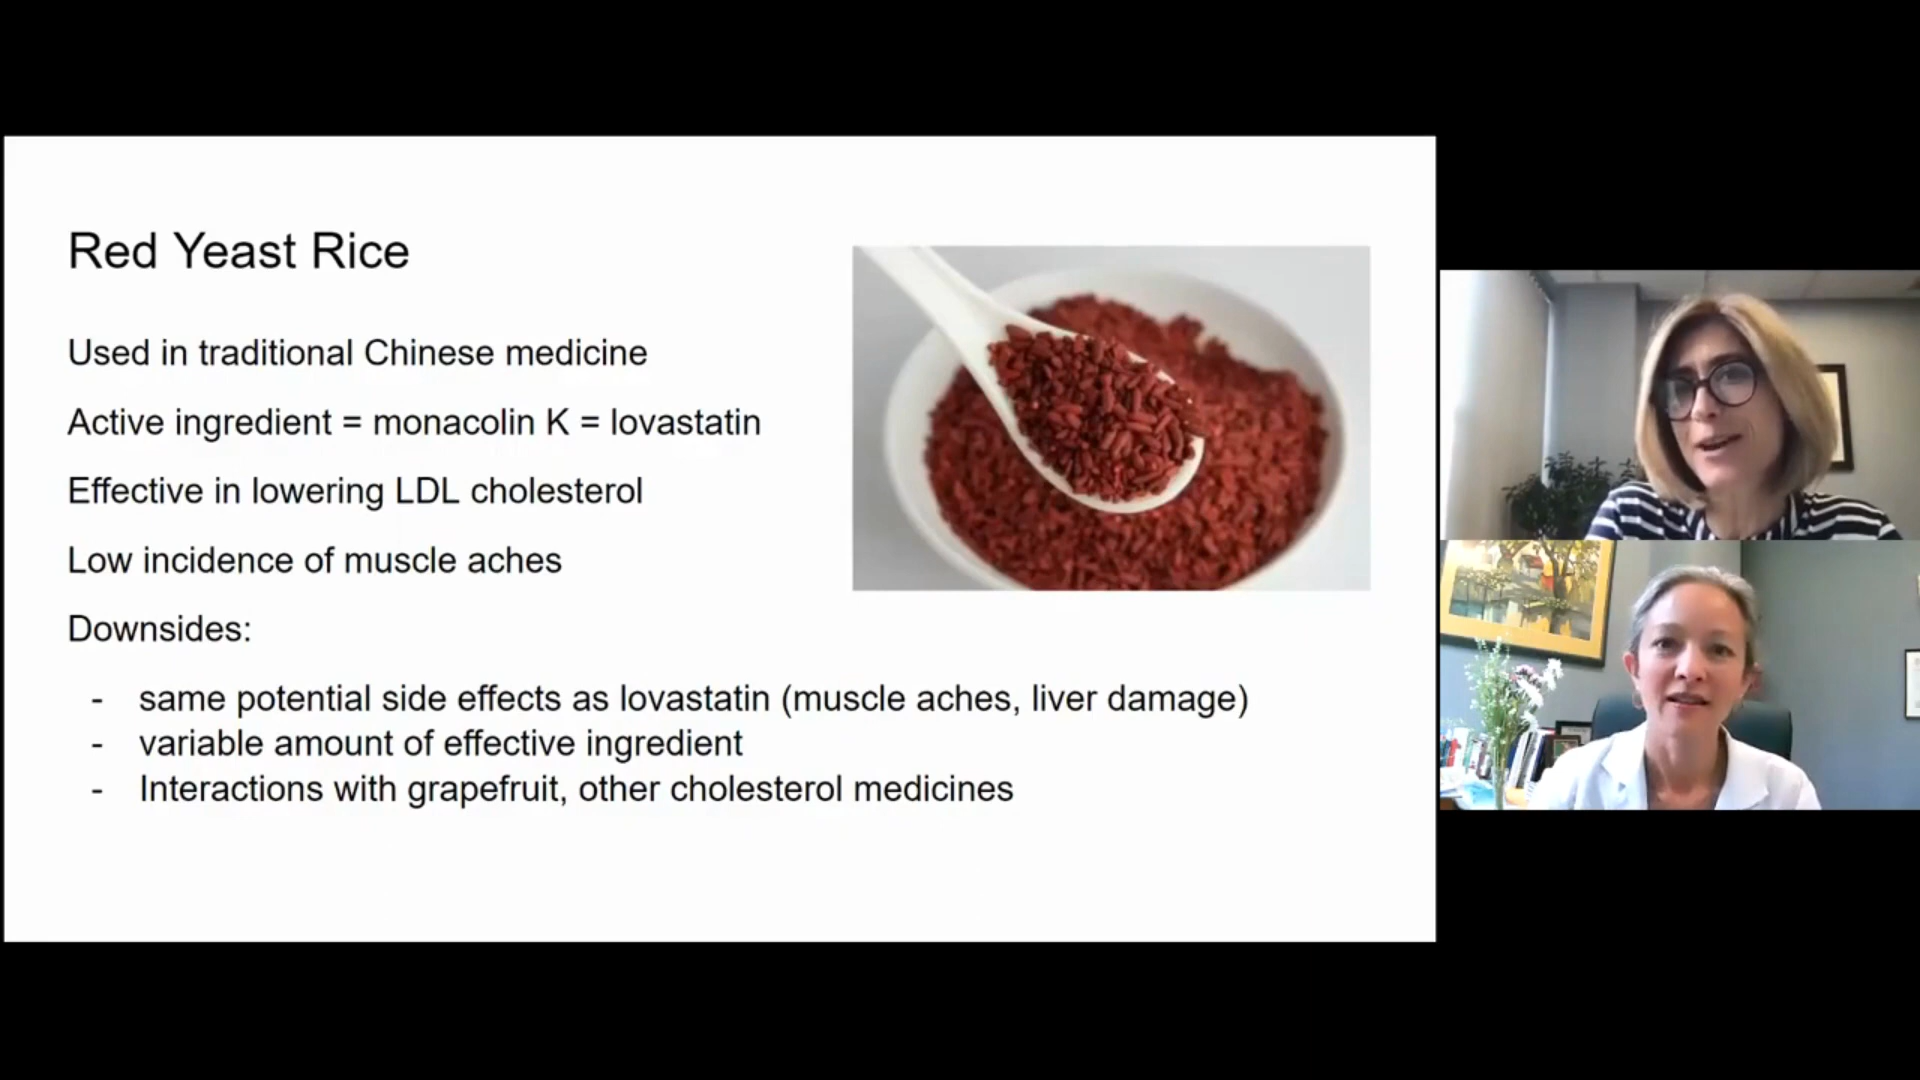 Red Yeast Rice
Used in traditional Chinese medicine
Active ingredient = monacolin K = lovastatin
Effective in lowering LDL cholesterol
Low incidence of muscle aches
Downsides:
- same potential side effects as lovastatin (muscle aches, liver damage)
- variable amount of effective ingredient
- Interactions with grapefruit, other cholesterol medicines